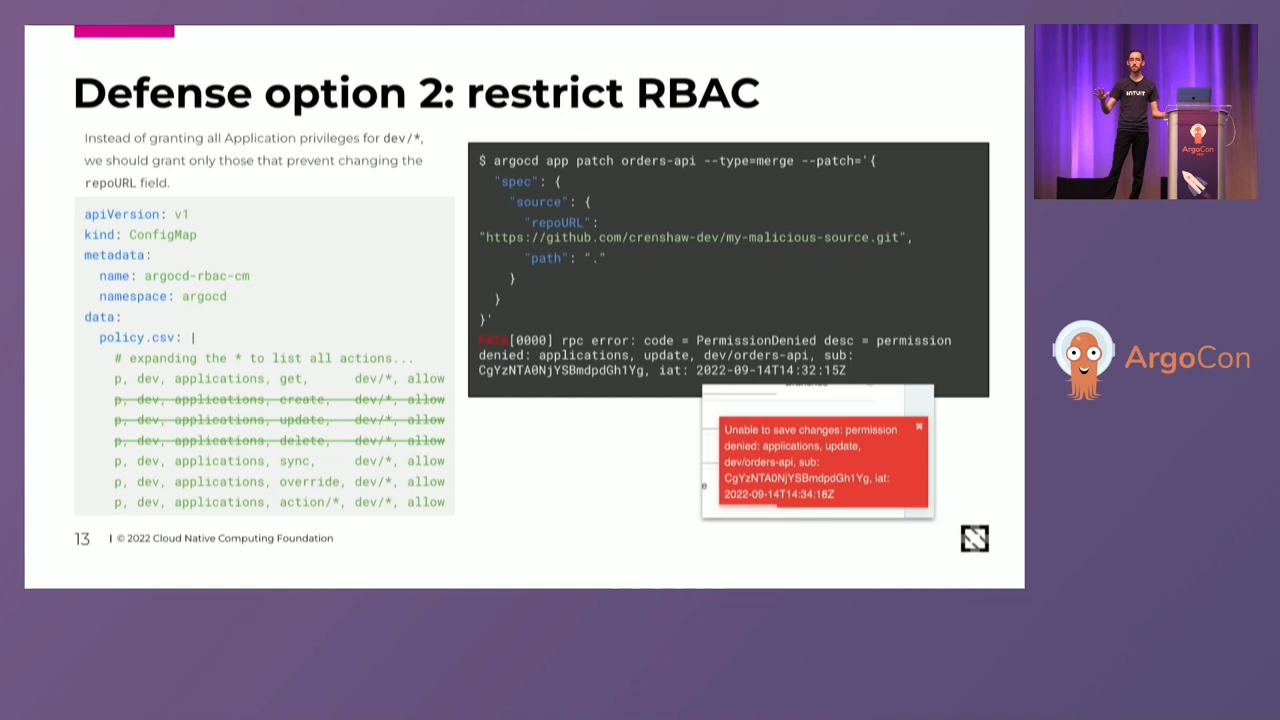 Defense option 2: restrict RBAC
Instead of granting all Application privileges for dev/*,
we should grant only those that prevent changing the
repoURL field.
apiVersion: v1
kind: ConfigMap
metadata:
  name: argocd-rbac-cm
  namespace: argocd
data:
  policy.csv: |
    # expanding the * to list all actions...
    p, dev, applications, get,      dev/*, allow
    p, dev, applications, create,   dev/*, allow
    p, dev, applications, update,   dev/*, allow
    p, dev, applications, delete,   dev/*, allow
    p, dev, applications, sync,     dev/*, allow
    p, dev, applications, override, dev/*, allow
    p, dev, applications, action/*, dev/*, allow
$ argocd app patch orders-api --type=merge --patch='{
  "spec": {
    "source": {
      "repoURL":
"https://github.com/crenshaw-dev/my-malicious-source.git",
      "path": "."
    }
  }
}'
FATA[0000] rpc error: code = PermissionDenied desc = permission
denied: applications, update, dev/orders-api, sub:
CgYzNTA0NjYSBmdpdGh1Yg, iat: 2022-09-14T14:32:15Z
Unable to save changes: permission
denied: applications, update,
dev/orders-api, sub:
CgYzNTA0NjYSBmdpdGh1Yg, iat:
2022-09-14T14:34:18Z
e
13 | © 2022 Cloud Native Computing Foundation
INTUIT
ArgoCon
ArgoCon